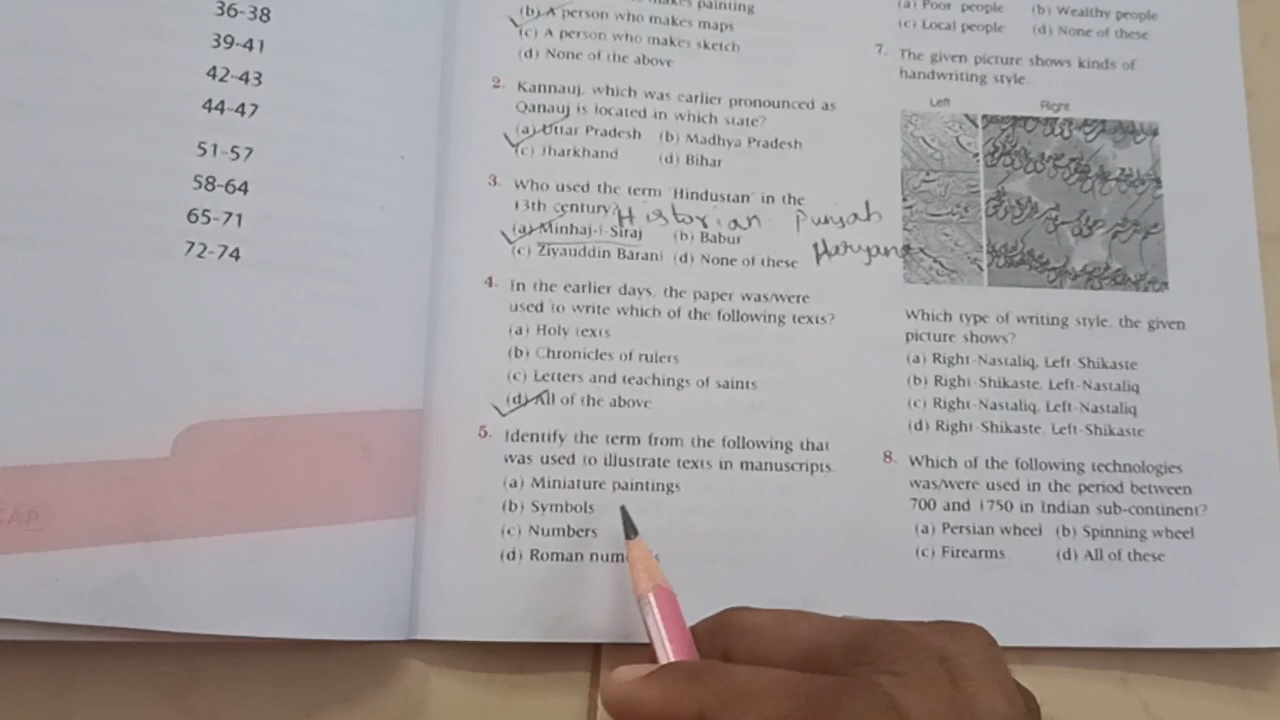 36-38
39-41
42-43
44-47
51-57
58-64
65-71
72-74
CAP
makes painting
(b) A person who makes maps
(c) A person who makes sketch
(d) None of the above
2. Kannauj, which was earlier pronounced as
Qanauj is located in which state?
(a) Uttar Pradesh (b) Madhya Pradesh
(c) Jharkhand (d) Bihar
3. Who used the term 'Hindustan' in the
13th century? Historian Punjab
(a) Minhaj-i-Siraj (b) Babur Haryana
(c) Ziyauddin Barani (d) None of these
4. In the earlier days, the paper was/were
used to write which of the following texts?
(a) Holy texts
(b) Chronicles of rulers
(c) Letters and teachings of saints
(d) All of the above
5. Identify the term from the following that
was used to illustrate texts in manuscripts.
(a) Miniature paintings
(b) Symbols
(c) Numbers
(d) Roman
(a) Poor people (b) Wealthy people
(c) Local people (d) None of these
7. The given picture shows kinds of
handwriting style.
Left Right
Which type of writing style, the given
picture shows?
(a) Right-Nastaliq, Left-Shikaste
(b) Right-Shikaste, Left-Nastaliq
(c) Right-Nastaliq, Left-Nastaliq
(d) Right-Shikaste, Left-Shikaste
8. Which of the following technologies
was/were used in the period between
700 and 1750 in Indian sub-continent?
(a) Persian wheel (b) Spinning wheel
(c) Firearms (d) All of these